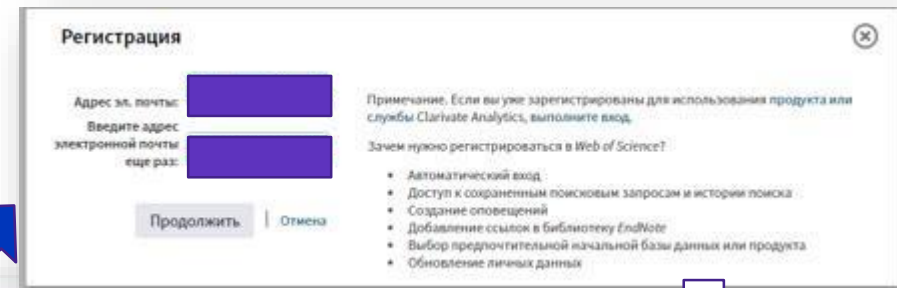 Регистрация
Адрес эл. почты:
Введите адрес
электронной почты
еще раз:
Продолжить | Отмена
Примечание. Если вы уже зарегистрированы для использования продукта или
службы Clarivate Analytics, выполните вход.
Зачем нужно регистрироваться в Web of Science?
• Автоматический вход
• Доступ к сохраненным поисковым запросам и истории поиска
• Создание оповещений
• Добавление ссылок в библиотеку EndNote
• Выбор предпочтительной начальной базы данных или продукта
• Обновление личных данных